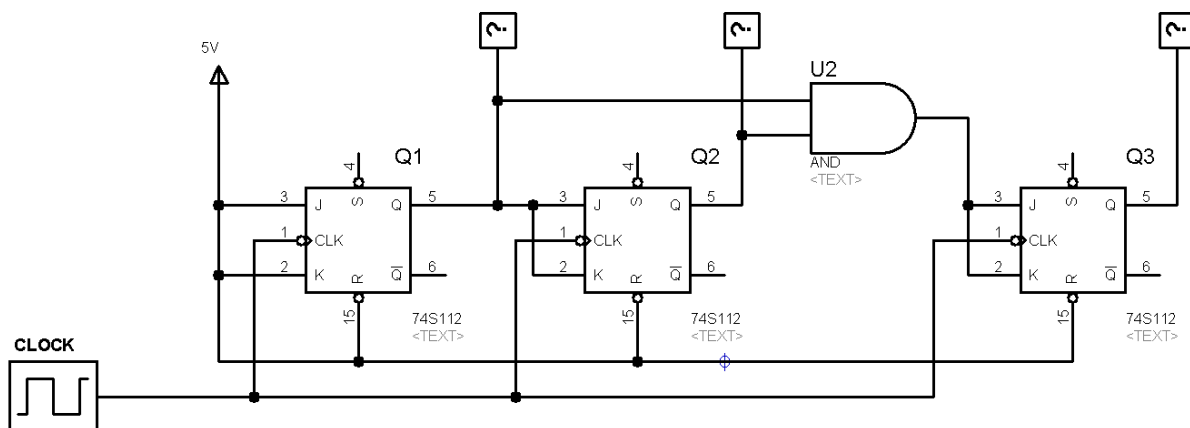 ? ? ?
5V
U2
AND
<TEXT>
Q1
Q2
Q3
4
4
4
3 J S Q 5
3 J S Q 5
3 J S Q 5
1 CLK
1 CLK
1 CLK
2 K R Q 6
2 K R Q 6
2 K R Q 6
15
15
15
74S112
<TEXT>
74S112
<TEXT>
74S112
<TEXT>
CLOCK